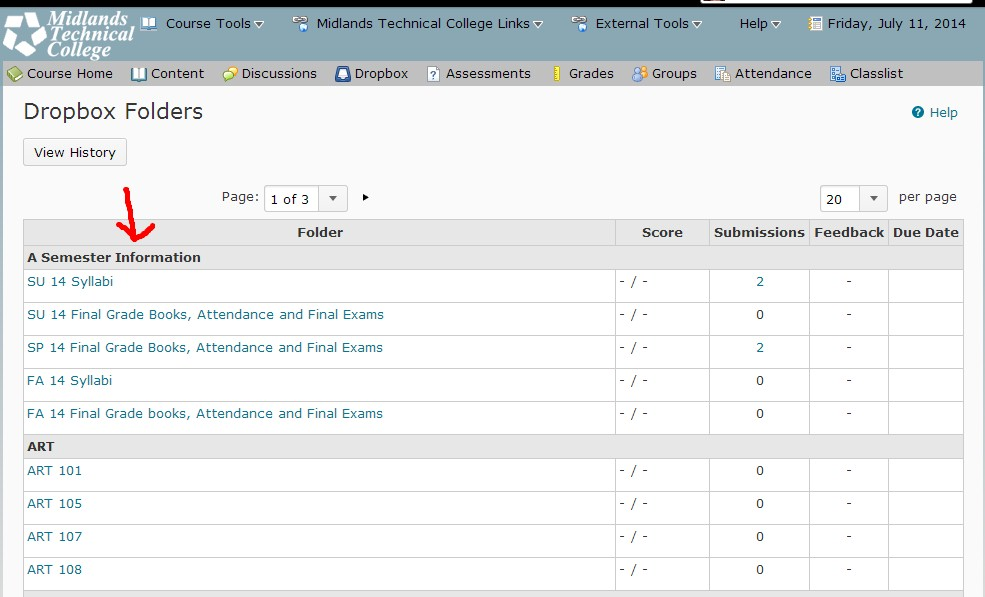 Midlands Technical College
Course Tools Midlands Technical College Links External Tools Help Friday, July 11, 2014
Course Home Content Discussions Dropbox Assessments Grades Groups Attendance Classlist
Dropbox Folders
Help
View History
Page: 1 of 3 20 per page
Folder Score Submissions Feedback Due Date
A Semester Information
SU 14 Syllabi - / - 2 -
SU 14 Final Grade Books, Attendance and Final Exams - / - 0 -
SP 14 Final Grade Books, Attendance and Final Exams - / - 2 -
FA 14 Syllabi - / - 0 -
FA 14 Final Grade books, Attendance and Final Exams - / - 0 -
ART
ART 101 - / - 0 -
ART 105 - / - 0 -
ART 107 - / - 0 -
ART 108 - / - 0 -